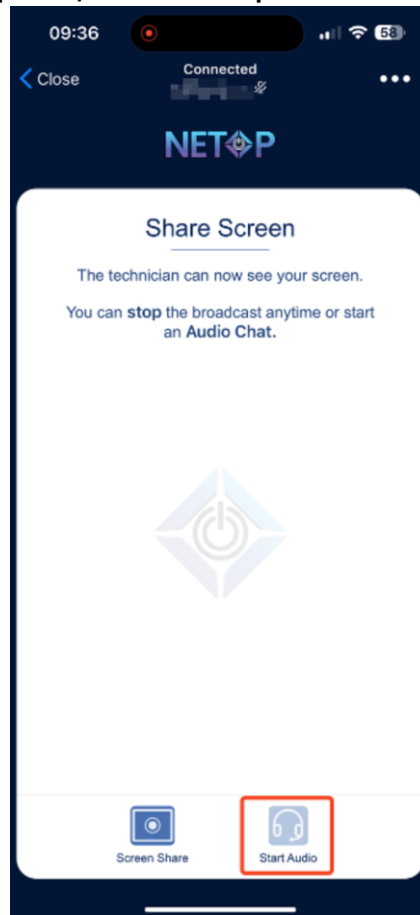 09:36
58
Close
Connected
NETOP
Share Screen
The technician can now see your screen.
You can stop the broadcast anytime or start
an Audio Chat.
Screen Share
Start Audio